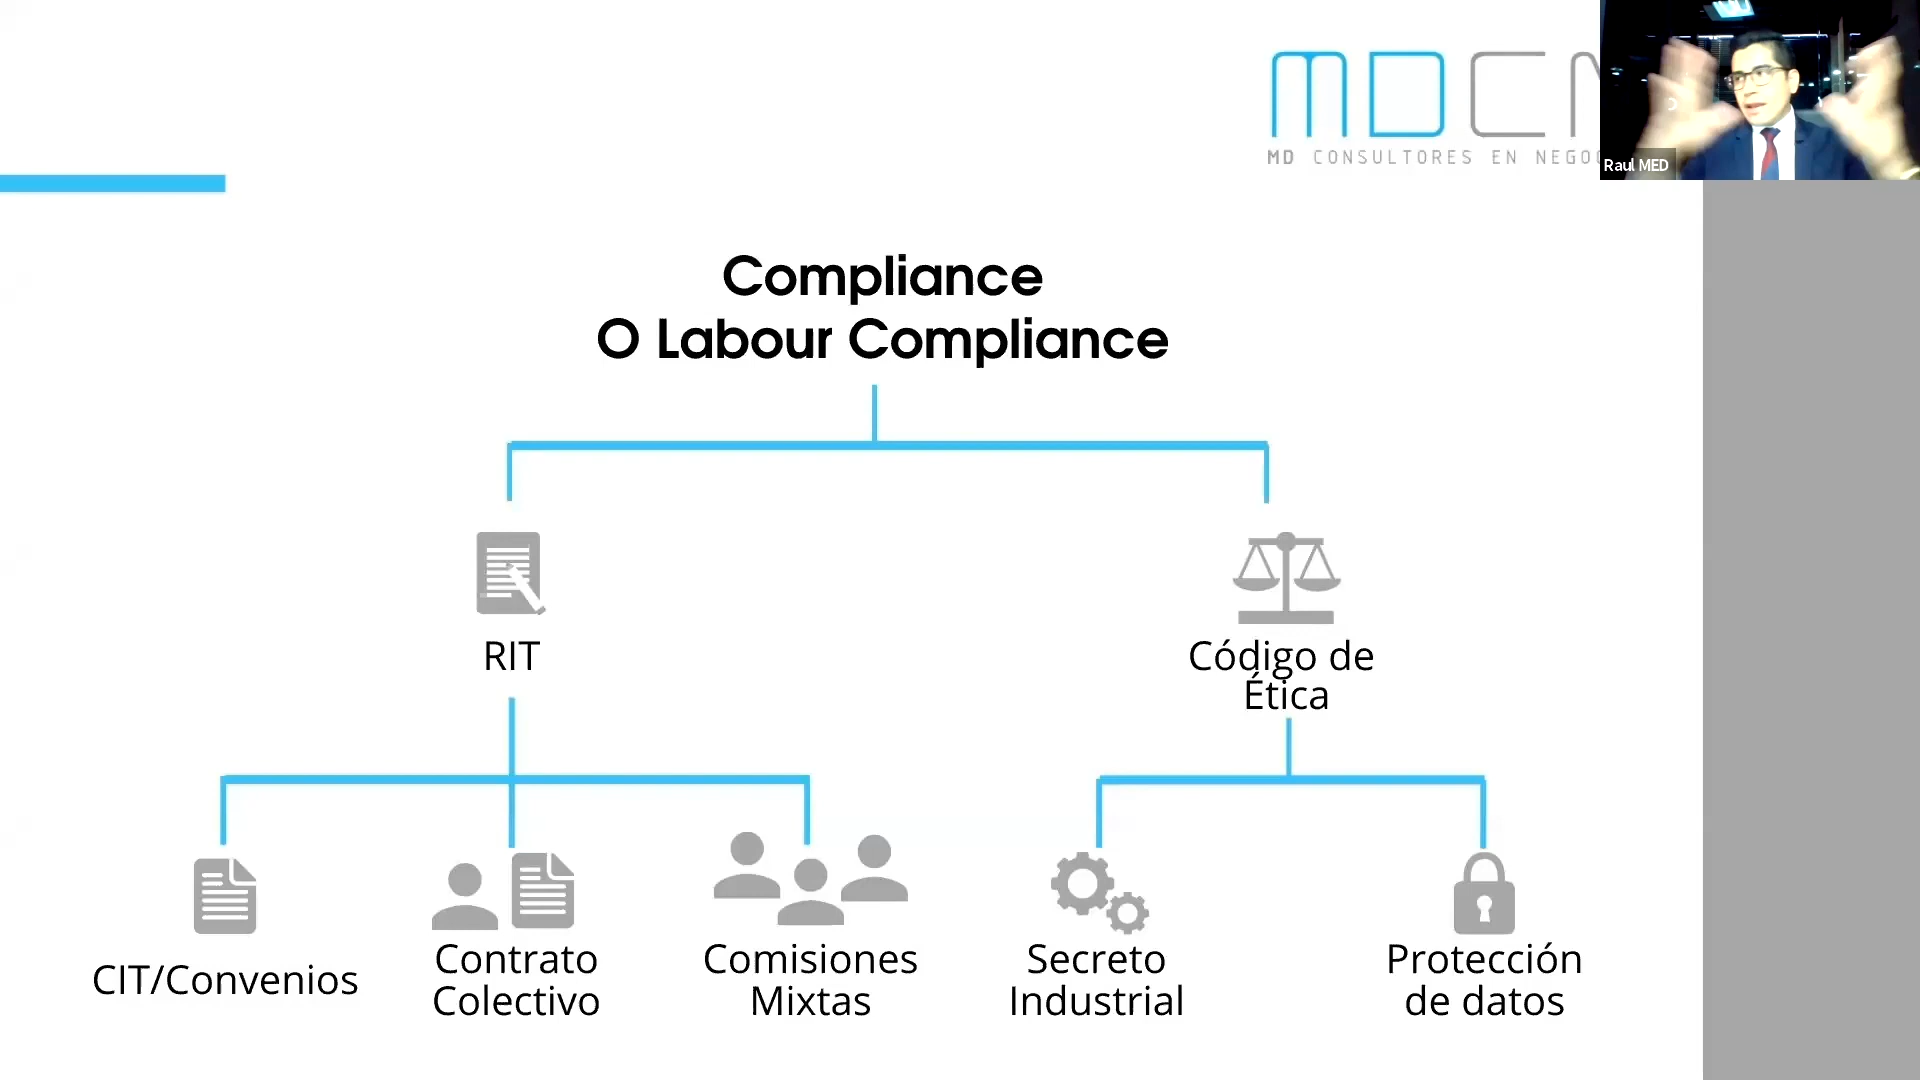 MDC
MD CONSULTORES EN
Raul MED
Compliance
O Labour Compliance
RIT
Código de
Ética
CIT/Convenios
Contrato
Colectivo
Comisiones
Mixtas
Secreto
Industrial
Protección
de datos